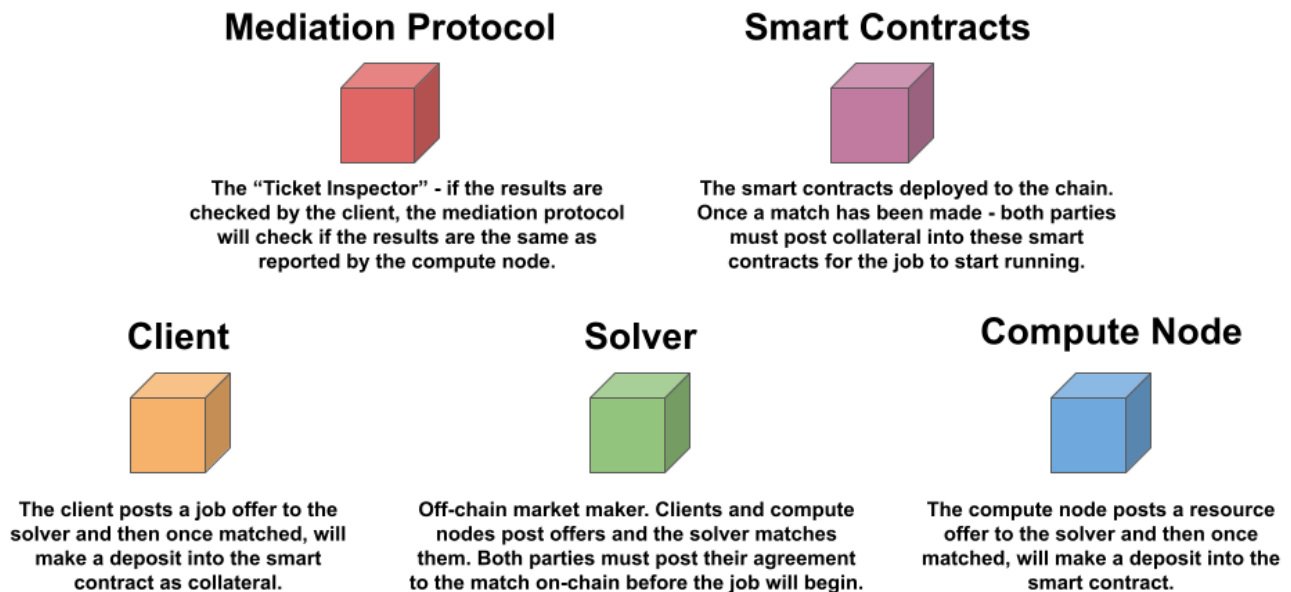 Mediation Protocol
The “Ticket Inspector” - if the results are
checked by the client, the mediation protocol
will check if the results are the same as
reported by the compute node.
Smart Contracts
The smart contracts deployed to the chain.
Once a match has been made - both parties
must post collateral into these smart
contracts for the job to start running.
Client
The client posts a job offer to the
solver and then once matched, will
make a deposit into the smart
contract as collateral.
Solver
Off-chain market maker. Clients and compute
nodes post offers and the solver matches
them. Both parties must post their agreement
to the match on-chain before the job will begin.
Compute Node
The compute node posts a resource
offer to the solver and then once
matched, will make a deposit into the
smart contract.